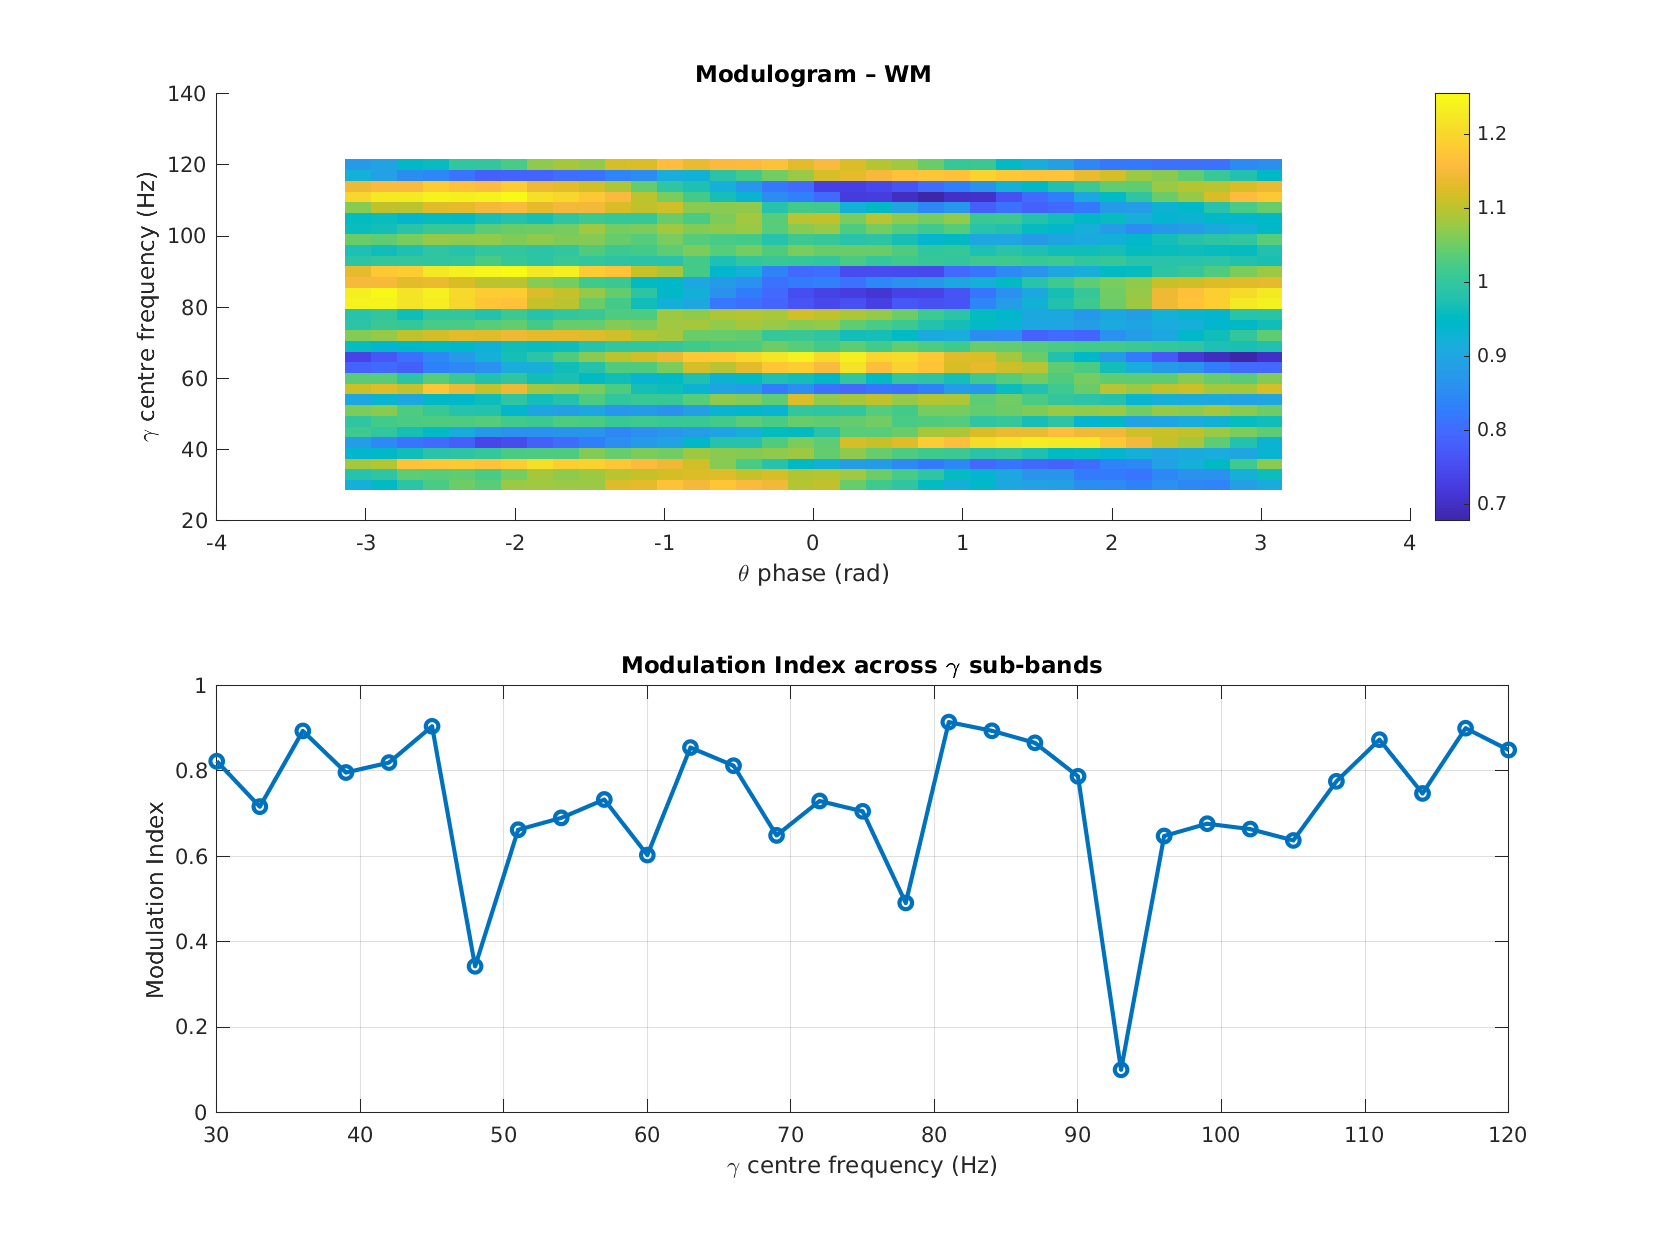 Modulogram – WM
140
120
100
80
60
40
20
γ centre frequency (Hz)
-4 -3 -2 -1 0 1 2 3 4
θ phase (rad)
1.2
1.1
1
0.9
0.8
0.7
Modulation Index across γ sub-bands
1
0.8
0.6
0.4
0.2
0
Modulation Index
30 40 50 60 70 80 90 100 110 120
γ centre frequency (Hz)